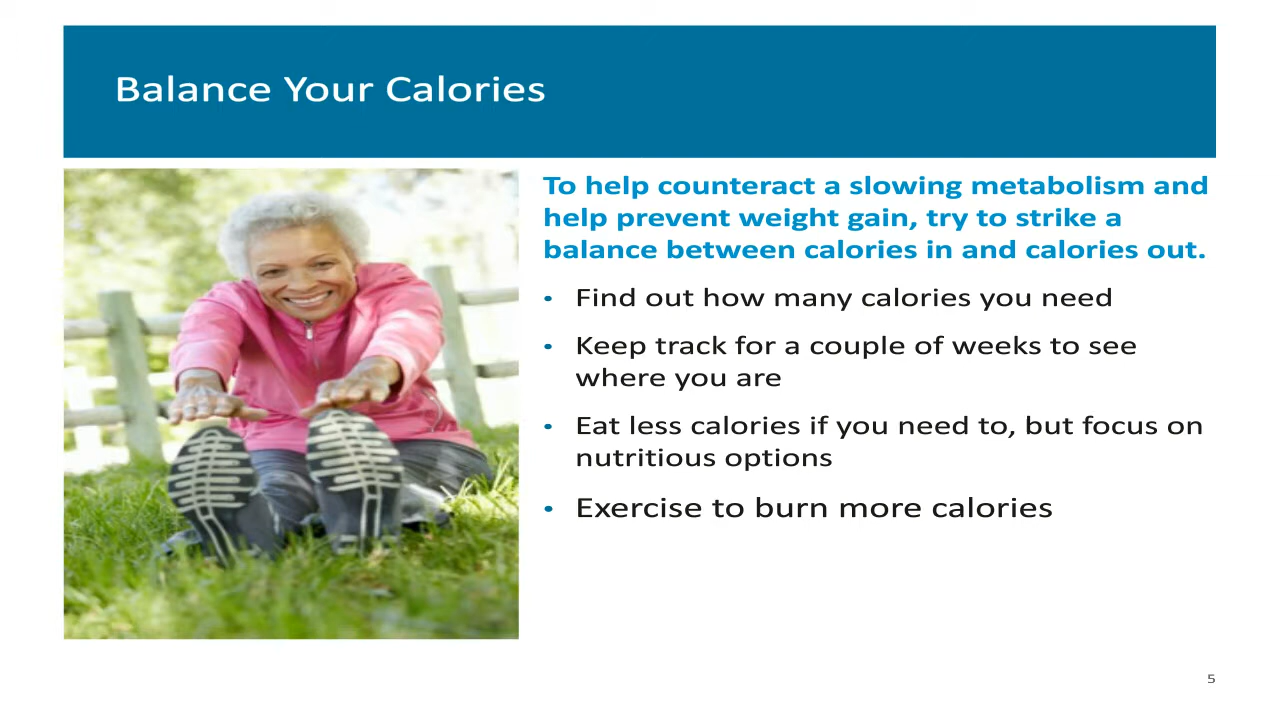 Balance Your Calories
To help counteract a slowing metabolism and
help prevent weight gain, try to strike a
balance between calories in and calories out.
• Find out how many calories you need
• Keep track for a couple of weeks to see
where you are
• Eat less calories if you need to, but focus on
nutritious options
• Exercise to burn more calories
5